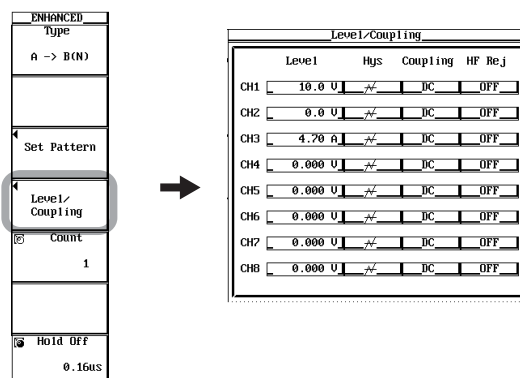 ENHANCED
Type
A -> B(N)
Set Pattern
Level/
Coupling
Count
1
Hold Off
0.16us
Level/Coupling
Level Hys Coupling HF Rej
CH1 10.0 V DC OFF
CH2 0.0 V DC OFF
CH3 4.70 A DC OFF
CH4 0.000 V DC OFF
CH5 0.000 V DC OFF
CH6 0.000 V DC OFF
CH7 0.000 V DC OFF
CH8 0.000 V DC OFF